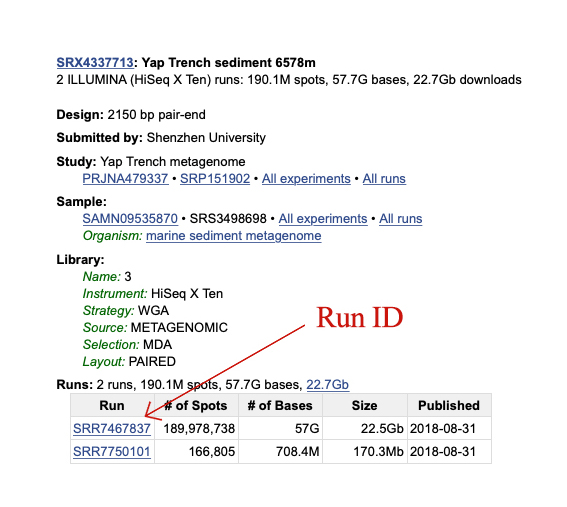 SRX4337713: Yap Trench sediment 6578m
2 ILLUMINA (HiSeq X Ten) runs: 190.1M spots, 57.7G bases, 22.7Gb downloads
Design: 2150 bp pair-end
Submitted by: Shenzhen University
Study: Yap Trench metagenome
PRJNA479337 • SRP151902 • All experiments • All runs
Sample:
SAMN09535870 • SRS3498698 • All experiments • All runs
Organism: marine sediment metagenome
Library:
Name: 3
Instrument: HiSeq X Ten
Strategy: WGA
Source: METAGENOMIC
Selection: MDA
Layout: PAIRED
Run ID
Runs: 2 runs, 190.1M spots, 57.7G bases, 22.7Gb
Run # of Spots # of Bases Size Published
SRR7467837 189,978,738 57G 22.5Gb 2018-08-31
SRR7750101 166,805 708.4M 170.3Mb 2018-08-31